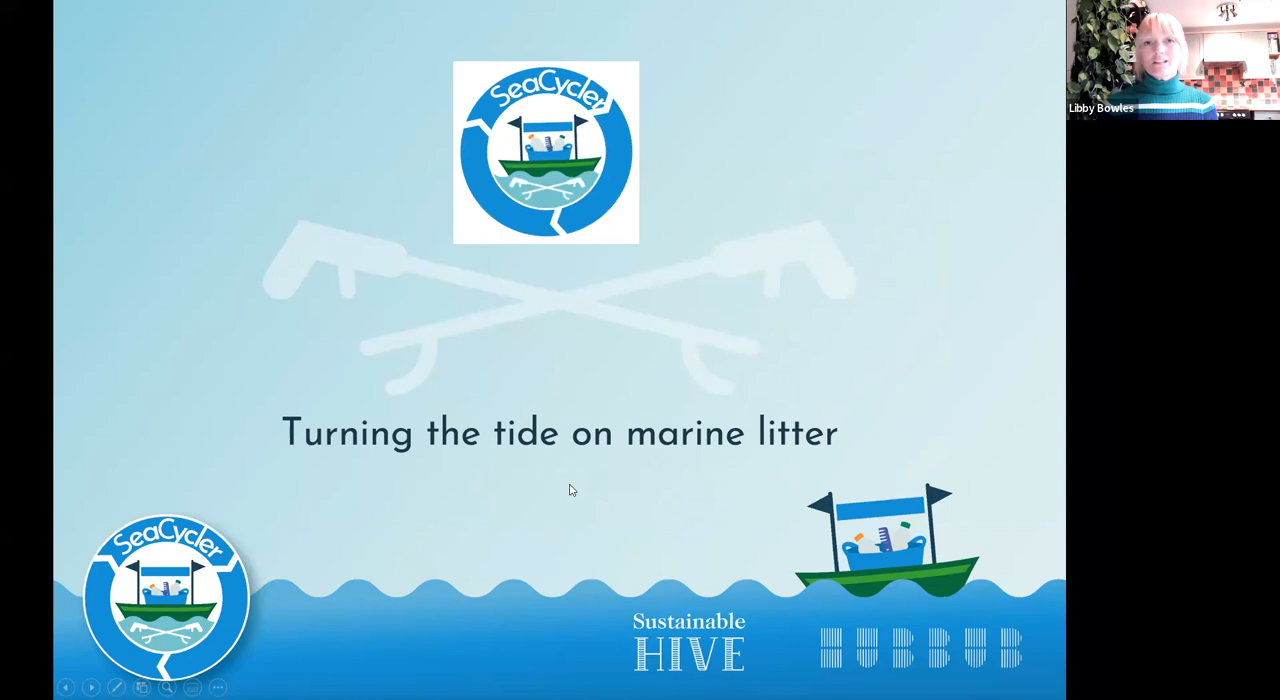 SeaCycler
Libby Bowles
Turning the tide on marine litter
SeaCycler
Sustainable
HIVE
HUBBUB